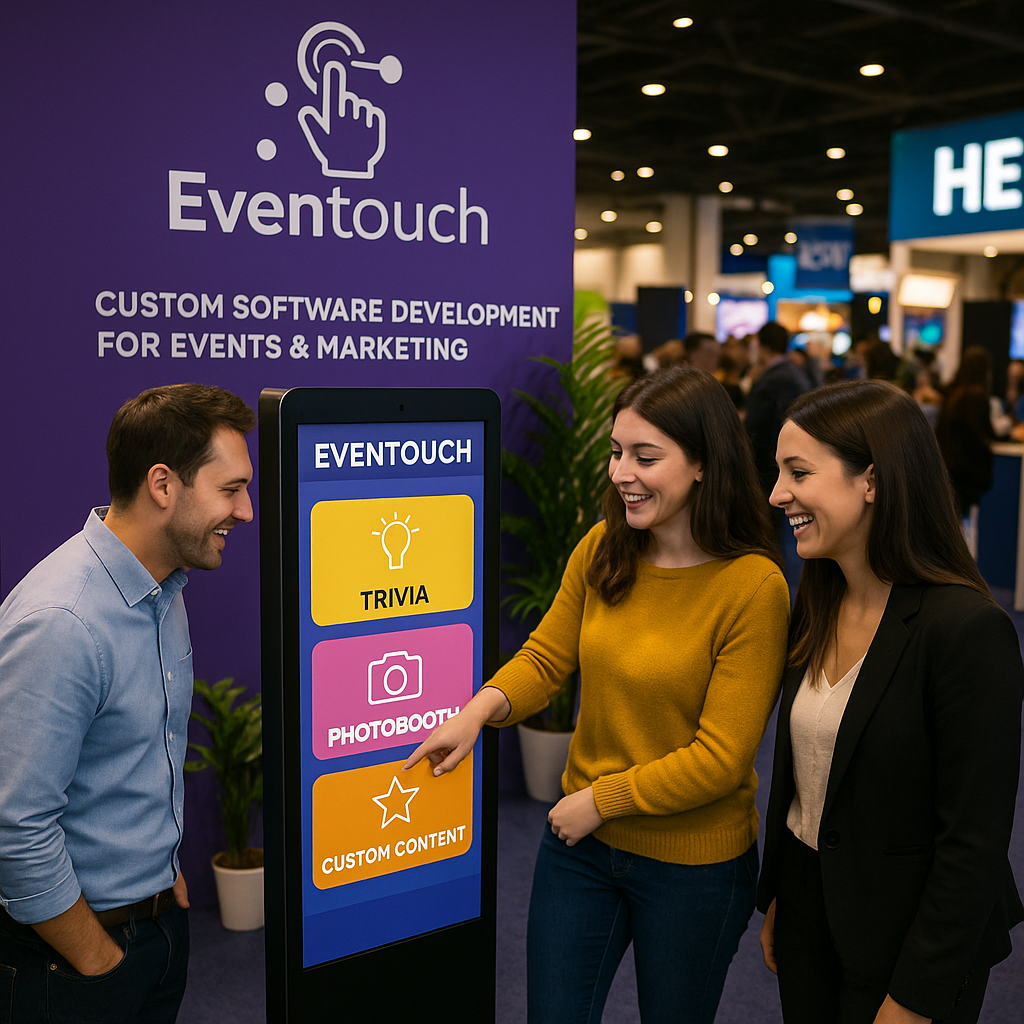 Eventouch
CUSTOM SOFTWARE DEVELOPMENT
FOR EVENTS & MARKETING
EVENTOUCH
TRIVIA
PHOTOBOOTH
CUSTOM CONTENT
HE